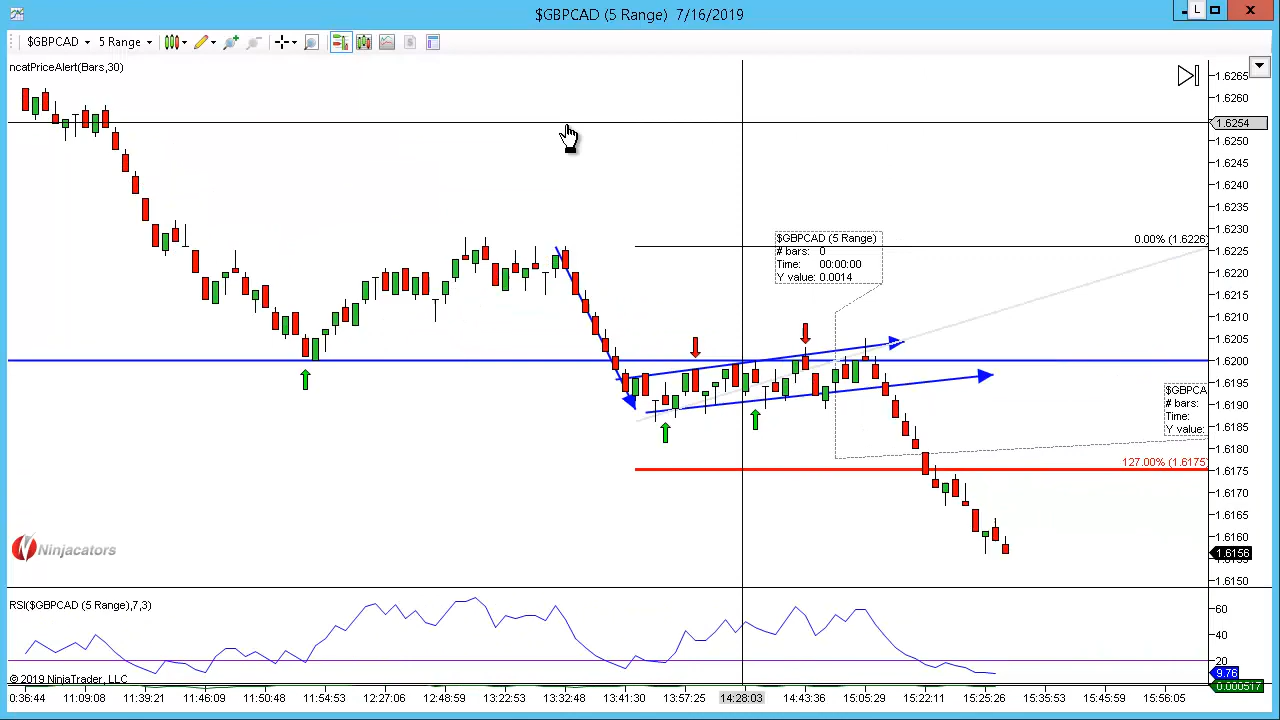 $GBPCAD (5 Range) 7/16/2019
L
$GBPCAD
5 Range
ncatPriceAlert(Bars,30)
1.6265
1.6260
1.6254
1.6250
1.6245
1.6240
1.6235
1.6230
0.00% (1.6226)
1.6225
1.6220
1.6215
1.6210
1.6205
1.6200
1.6195
1.6190
1.6185
1.6180
1.6175
1.6170
1.6165
1.6160
1.6156
1.6150
$GBPCAD (5 Range)
# bars: 0
Time: 00:00:00
Y value: 0.0014
$GBPCA
# bars:
Time:
Y value:
127.00% (1.6175)
Ninjacators
RSI($GBPCAD (5 Range),7,3)
60
40
20
9.76
0.000517
© 2019 NinjaTrader, LLC
0:36:44 11:09:08 11:39:21 11:46:09 11:50:48 11:54:53 12:27:06 12:48:59 13:32:48 13:41:30 13:57:25 14:28:03 14:43:36 15:05:29 15:22:11 15:25:26 15:35:53 15:45:59 15:56:05